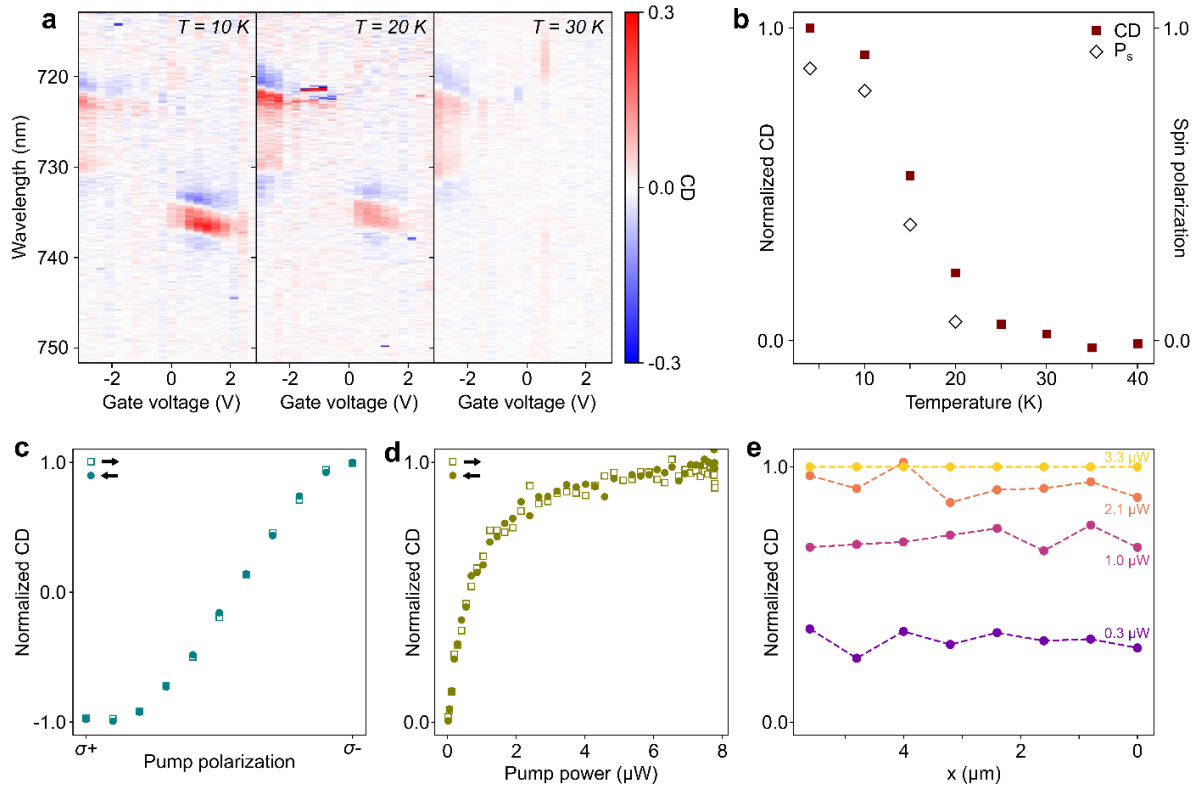 a
T = 10 K
T = 20 K
T = 30 K
720
730
740
750
Wavelength (nm)
-2
0
2
-2
0
2
-2
0
2
Gate voltage (V)
Gate voltage (V)
Gate voltage (V)
0.3
0.0
-0.3
CD
b
CD
Ps
1.0
0.0
Normalized CD
1.0
0.0
Spin polarization
10
20
30
40
Temperature (K)
c
1.0
0.0
-1.0
Normalized CD
σ+
σ-
Pump polarization
d
1.0
0.0
Normalized CD
0
2
4
6
8
Pump power (µW)
e
3.3 µW
2.1 µW
1.0 µW
0.3 µW
1.0
0.0
Normalized CD
4
2
0
x (µm)